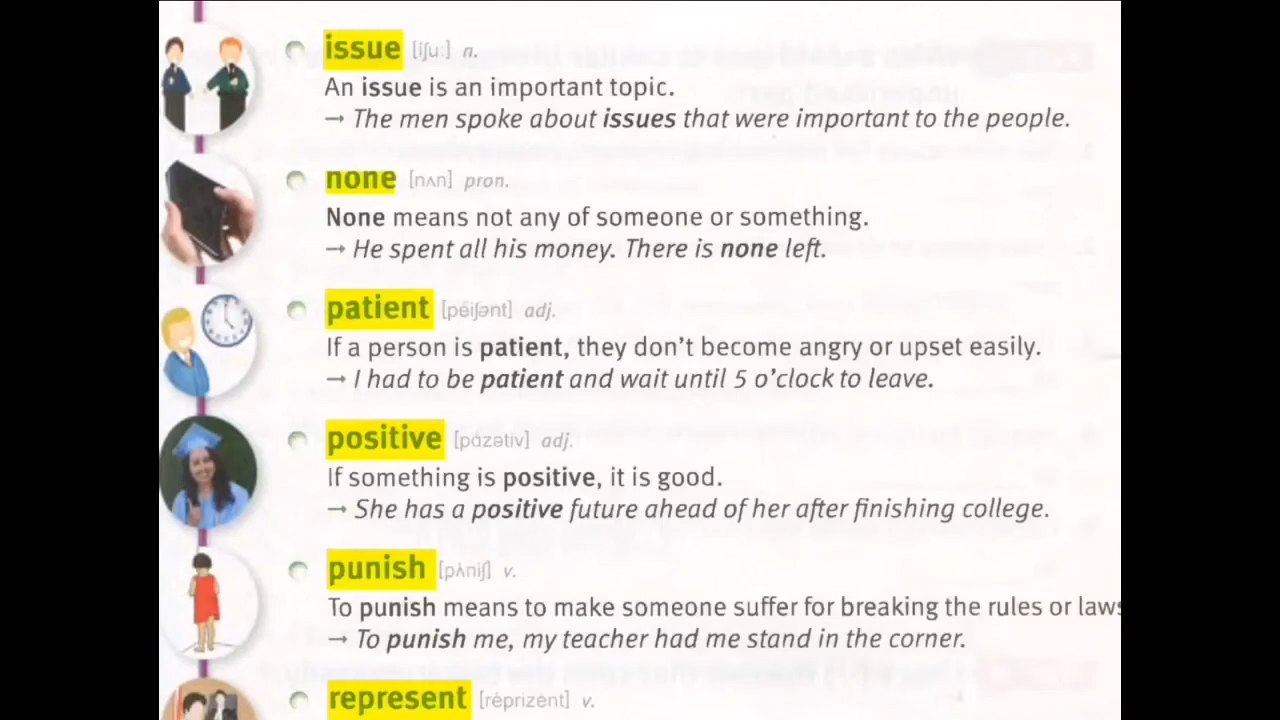 issue [iʃuː] n.
An issue is an important topic.
→ The men spoke about issues that were important to the people.
none [nʌn] pron.
None means not any of someone or something.
→ He spent all his money. There is none left.
patient [péiʃənt] adj.
If a person is patient, they don't become angry or upset easily.
→ I had to be patient and wait until 5 o'clock to leave.
positive [pázətiv] adj.
If something is positive, it is good.
→ She has a positive future ahead of her after finishing college.
punish [pʌ́niʃ] v.
To punish means to make someone suffer for breaking the rules or laws
→ To punish me, my teacher had me stand in the corner.
represent [rèprizént] v.